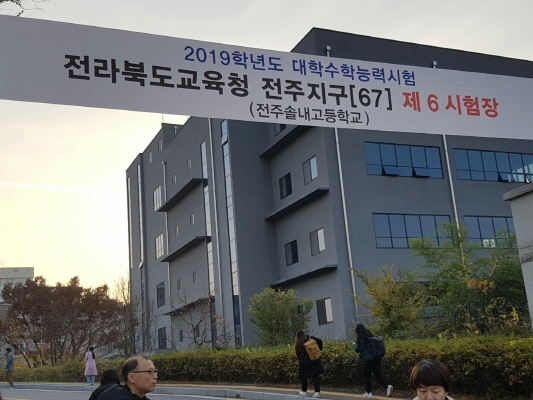 2019학년도 대학수학능력시험
전라북도교육청 전주지구[67] 제 6 시험장
(전주솔내고등학교)